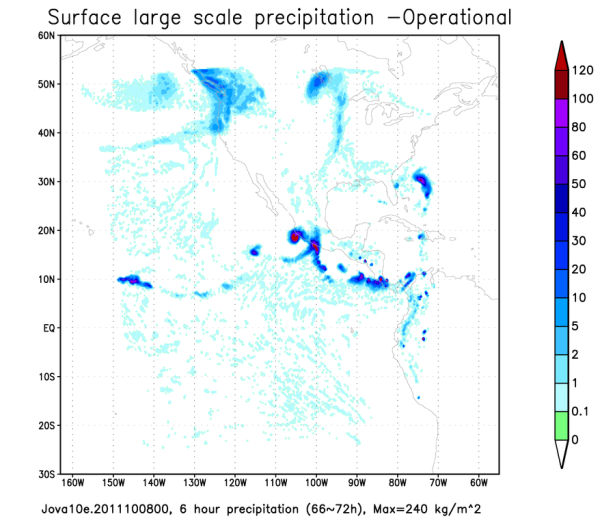 Surface large scale precipitation −Operational
60N
50N
40N
30N
20N
10N
EQ
10S
20S
30S
160W 150W 140W 130W 120W 110W 100W 90W 80W 70W 60W
120
100
80
60
50
40
30
20
10
5
2
1
0.1
0
Jova10e.2011100800, 6 hour precipitation (66~72h), Max=240 kg/m^2